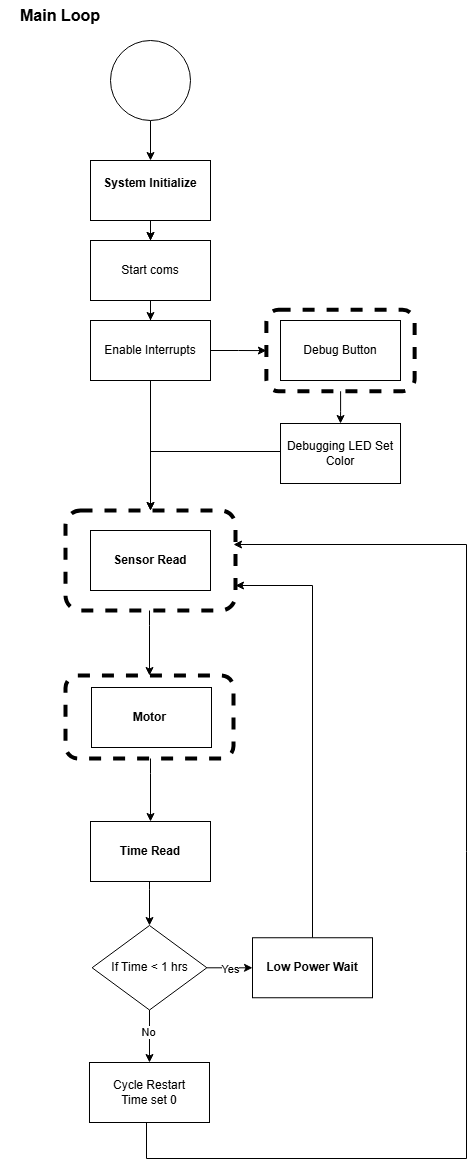 Main Loop
System Initialize
Start coms
Enable Interrupts
Debug Button
Debugging LED Set
Color
Sensor Read
Motor
Time Read
If Time < 1 hrs
Yes
Low Power Wait
No
Cycle Restart
Time set 0